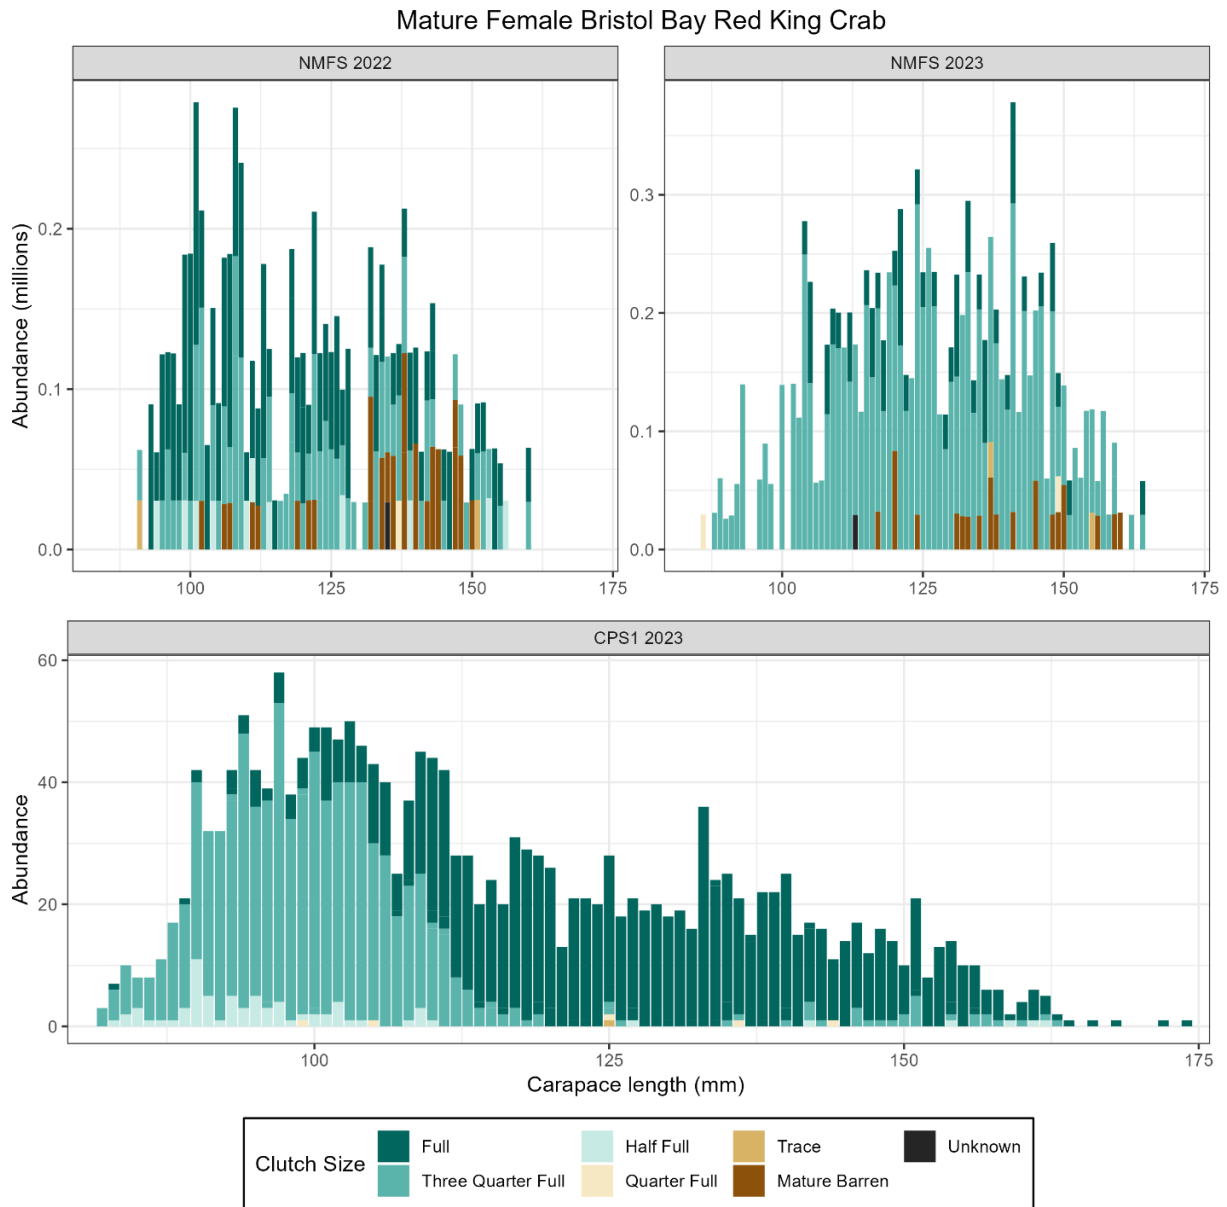 Mature Female Bristol Bay Red King Crab
NMFS 2022
NMFS 2023
Abundance (millions)
0.2
0.1
0.0
100
125
150
175
0.3
0.2
0.1
0.0
100
125
150
175
CPS1 2023
Abundance
60
40
20
0
100
125
150
175
Carapace length (mm)
Clutch Size
Full
Half Full
Trace
Unknown
Three Quarter Full
Quarter Full
Mature Barren